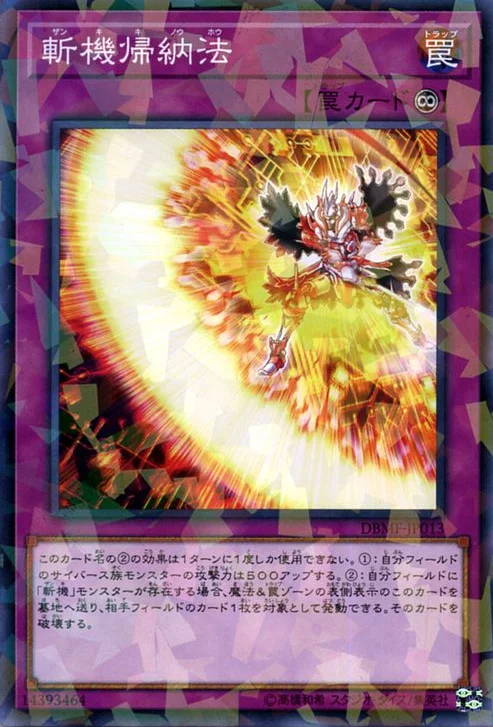 斬機帰納法
ザンキキノウホウ
罠
トラップ
【罠カード】
DBMF-JP013
このカード名の②の効果は1ターンに1度しか使用できない。①：自分フィールド
のサイバース族モンスターの攻撃力は500アップする。②：自分フィールドに
「斬機」モンスターが存在する場合、魔法＆罠ゾーンの表側表示のこのカードを
墓地へ送り、相手フィールドのカード1枚を対象として発動できる。そのカードを
破壊する。
14393464
©高橋和希 スタジオ・ダイス/集英社